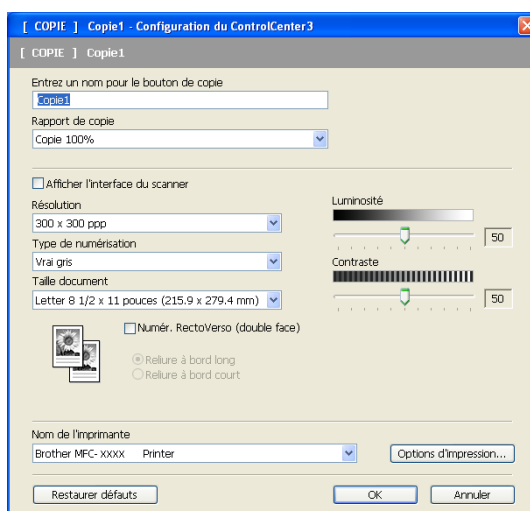 [ COPIE ] Copie1 - Configuration du ControlCenter3
[ COPIE ] Copie1
Entrez un nom pour le bouton de copie
Copie1
Rapport de copie
Copie 100%
Afficher l'interface du scanner
Résolution
300 x 300 ppp
Type de numérisation
Vrai gris
Taille document
Letter 8 1/2 x 11 pouces (215.9 x 279.4 mm)
Luminosité
50
Contraste
50
Numér. RectoVerso (double face)
Reliure à bord long
Reliure à bord court
Nom de l'imprimante
Brother MFC- XXXX Printer
Options d'impression...
Restaurer défauts
OK
Annuler